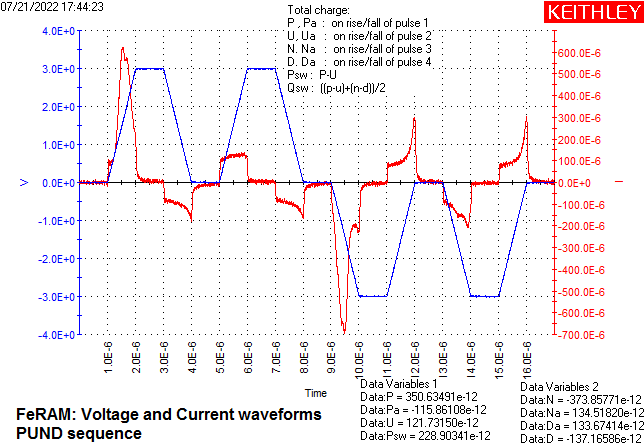 07/21/2022 17:44:23
KEITHLEY
Total charge:
P , Pa :  on rise/fall of pulse 1
U, Ua :  on rise/fall of pulse 2
N. Na :  on rise/fall of pulse 3
D. Da :  on rise/fall of pulse 4
Psw :  P-U
Qsw :  ((p-u)+(n-d))/2
4.0E+0
3.0E+0
2.0E+0
1.0E+0
0.0E+0
-1.0E+0
-2.0E+0
-3.0E+0
-4.0E+0
V
600.0E-6
500.0E-6
400.0E-6
300.0E-6
200.0E-6
100.0E-6
0.0E+0
-100.0E-6
-200.0E-6
-300.0E-6
-400.0E-6
-500.0E-6
-600.0E-6
-700.0E-6
I
1.0E-6
2.0E-6
3.0E-6
4.0E-6
5.0E-6
6.0E-6
7.0E-6
8.0E-6
9.0E-6
10.0E-6
11.0E-6
12.0E-6
13.0E-6
14.0E-6
15.0E-6
16.0E-6
Time
FeRAM: Voltage and Current waveforms
PUND sequence
Data Variables 1
Data:P = 350.63491e-12
Data:Pa = -115.86108e-12
Data:U = 121.73150e-12
Data:Psw = 228.90341e-12
Data Variables 2
Data:N = -373.85771e-12
Data:Na = 134.51820e-12
Data:Da = 133.67414e-12
Data:D = -137.16586e-12